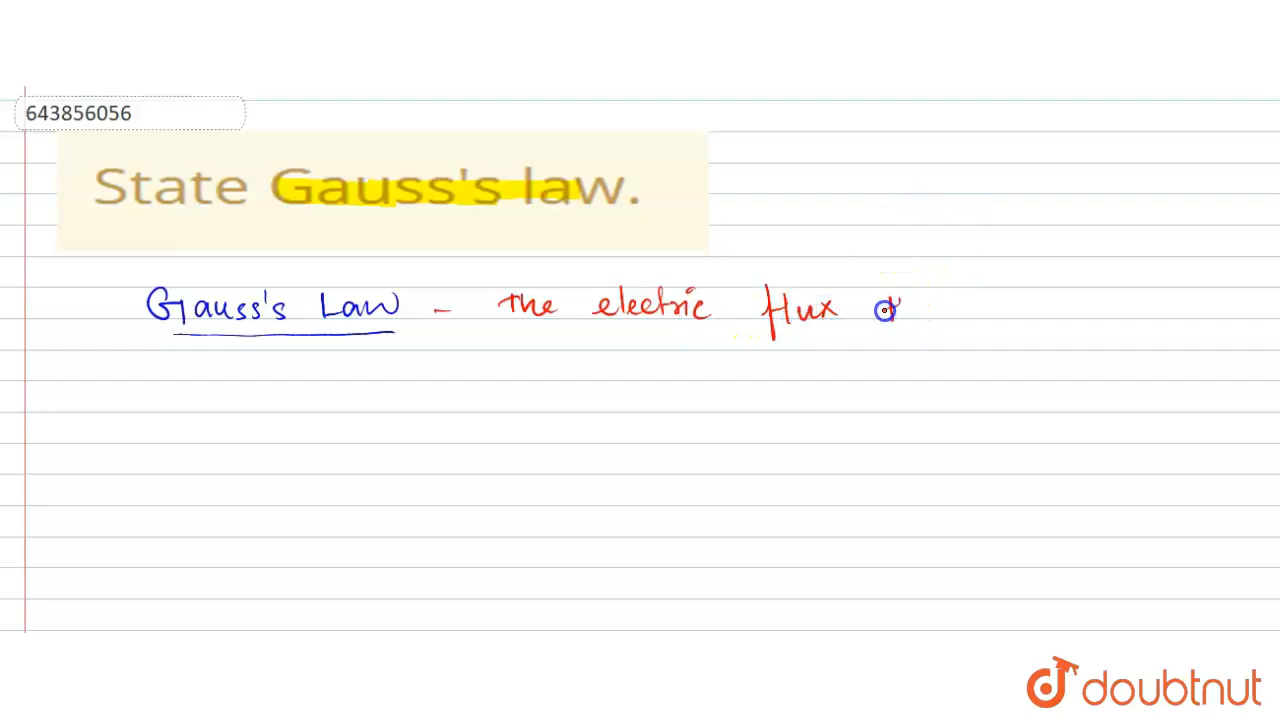 643856056
State Gauss's law.
Gauss's Law - The electric flux
doubtnut